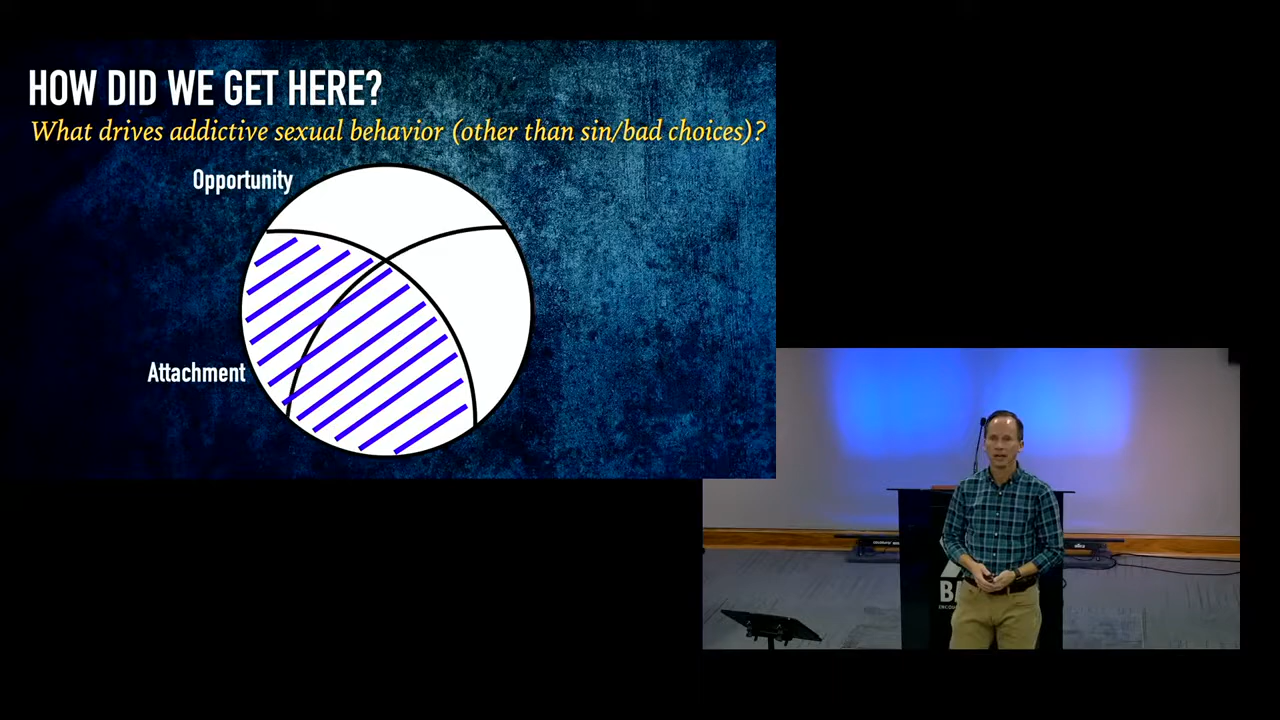 HOW DID WE GET HERE?
What drives addictive sexual behavior (other than sin/bad choices)?
Opportunity
Attachment